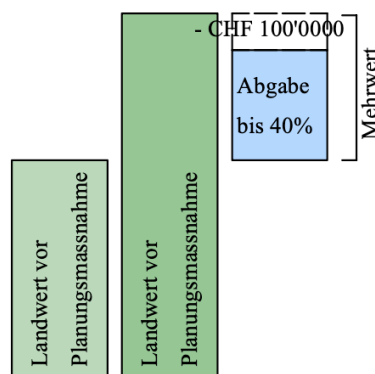 - CHF 100'0000
Abgabe
bis 40%
Mehrwert
Landwert vor
Planungsmassnahme
Landwert vor
Planungsmassnahme